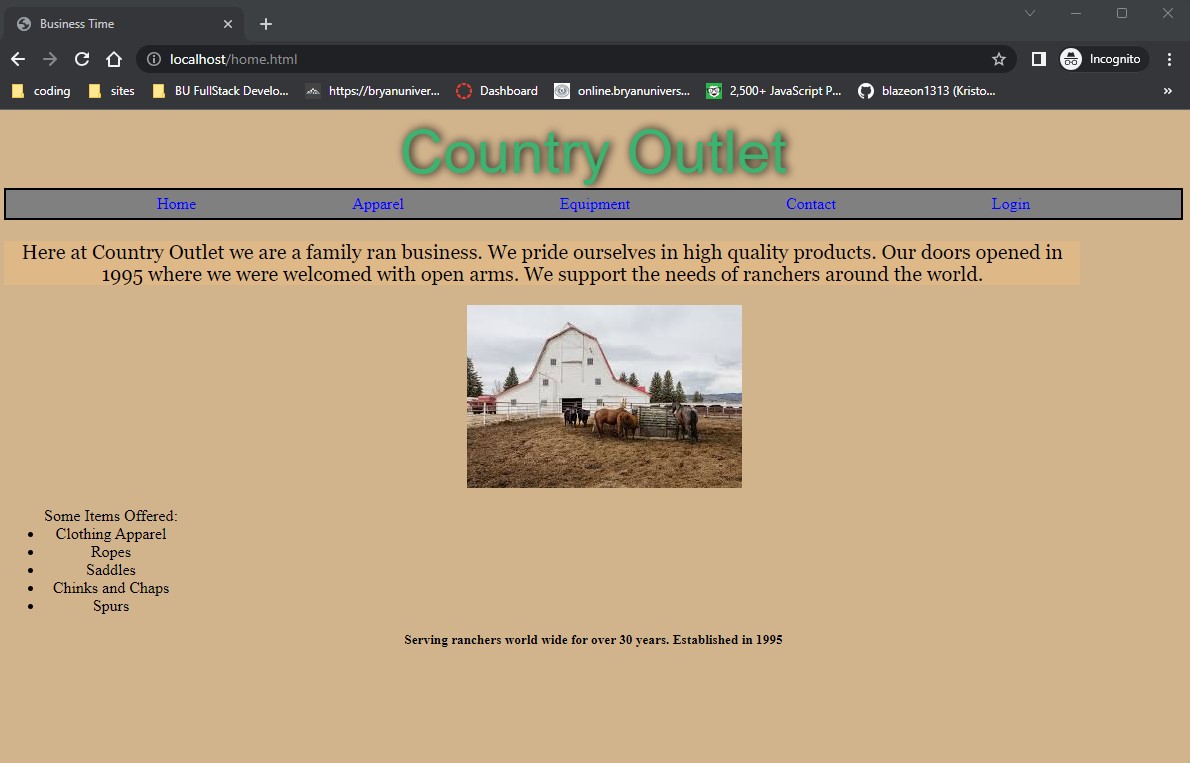 Business Time
localhost/home.html
Incognito
coding
sites
BU FullStack Develo...
https://bryanuniver...
Dashboard
online.bryanunivers...
2,500+ JavaScript P...
blazeon1313 (Kristo...
»
Country Outlet
Home Apparel Equipment Contact Login
Here at Country Outlet we are a family ran business. We pride ourselves in high quality products. Our doors opened in
1995 where we were welcomed with open arms. We support the needs of ranchers around the world.
Some Items Offered:
• Clothing Apparel
• Ropes
• Saddles
• Chinks and Chaps
• Spurs
Serving ranchers world wide for over 30 years. Established in 1995